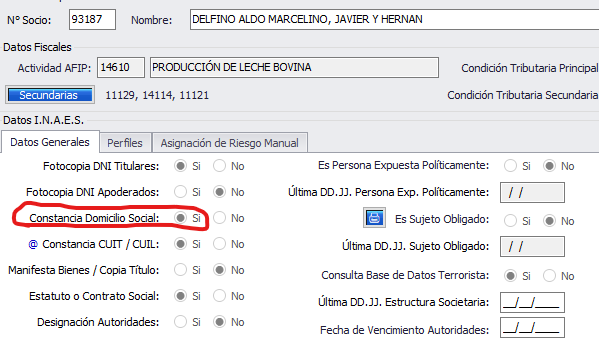 N° Socio: 93187 Nombre: DELFINO ALDO MARCELINO, JAVIER Y HERNAN
Datos Fiscales
Actividad AFIP: 14610 PRODUCCIÓN DE LECHE BOVINA Condición Tributaria Principal
Secundarias 11129, 14114, 11121 Condición Tributaria Secundaria
Datos I.N.A.E.S.
Datos Generales Perfiles Asignación de Riesgo Manual
Fotocopia DNI Titulares: Si No Es Persona Expuesta Políticamente: Si No
Fotocopia DNI Apoderados: Si No Última DD.JJ. Persona Exp. Políticamente: / /
Constancia Domicilio Social: Si No Es Sujeto Obligado: Si No
@ Constancia CUIT / CUIL: Si No Última DD.JJ. Sujeto Obligado: / /
Manifesta Bienes / Copia Título: Si No Consulta Base de Datos Terrorista: Si No
Estatuto o Contrato Social: Si No Última DD.JJ. Estructura Societaria: __/__/____
Designación Autoridades: Si No Fecha de Vencimiento Autoridades: __/__/____